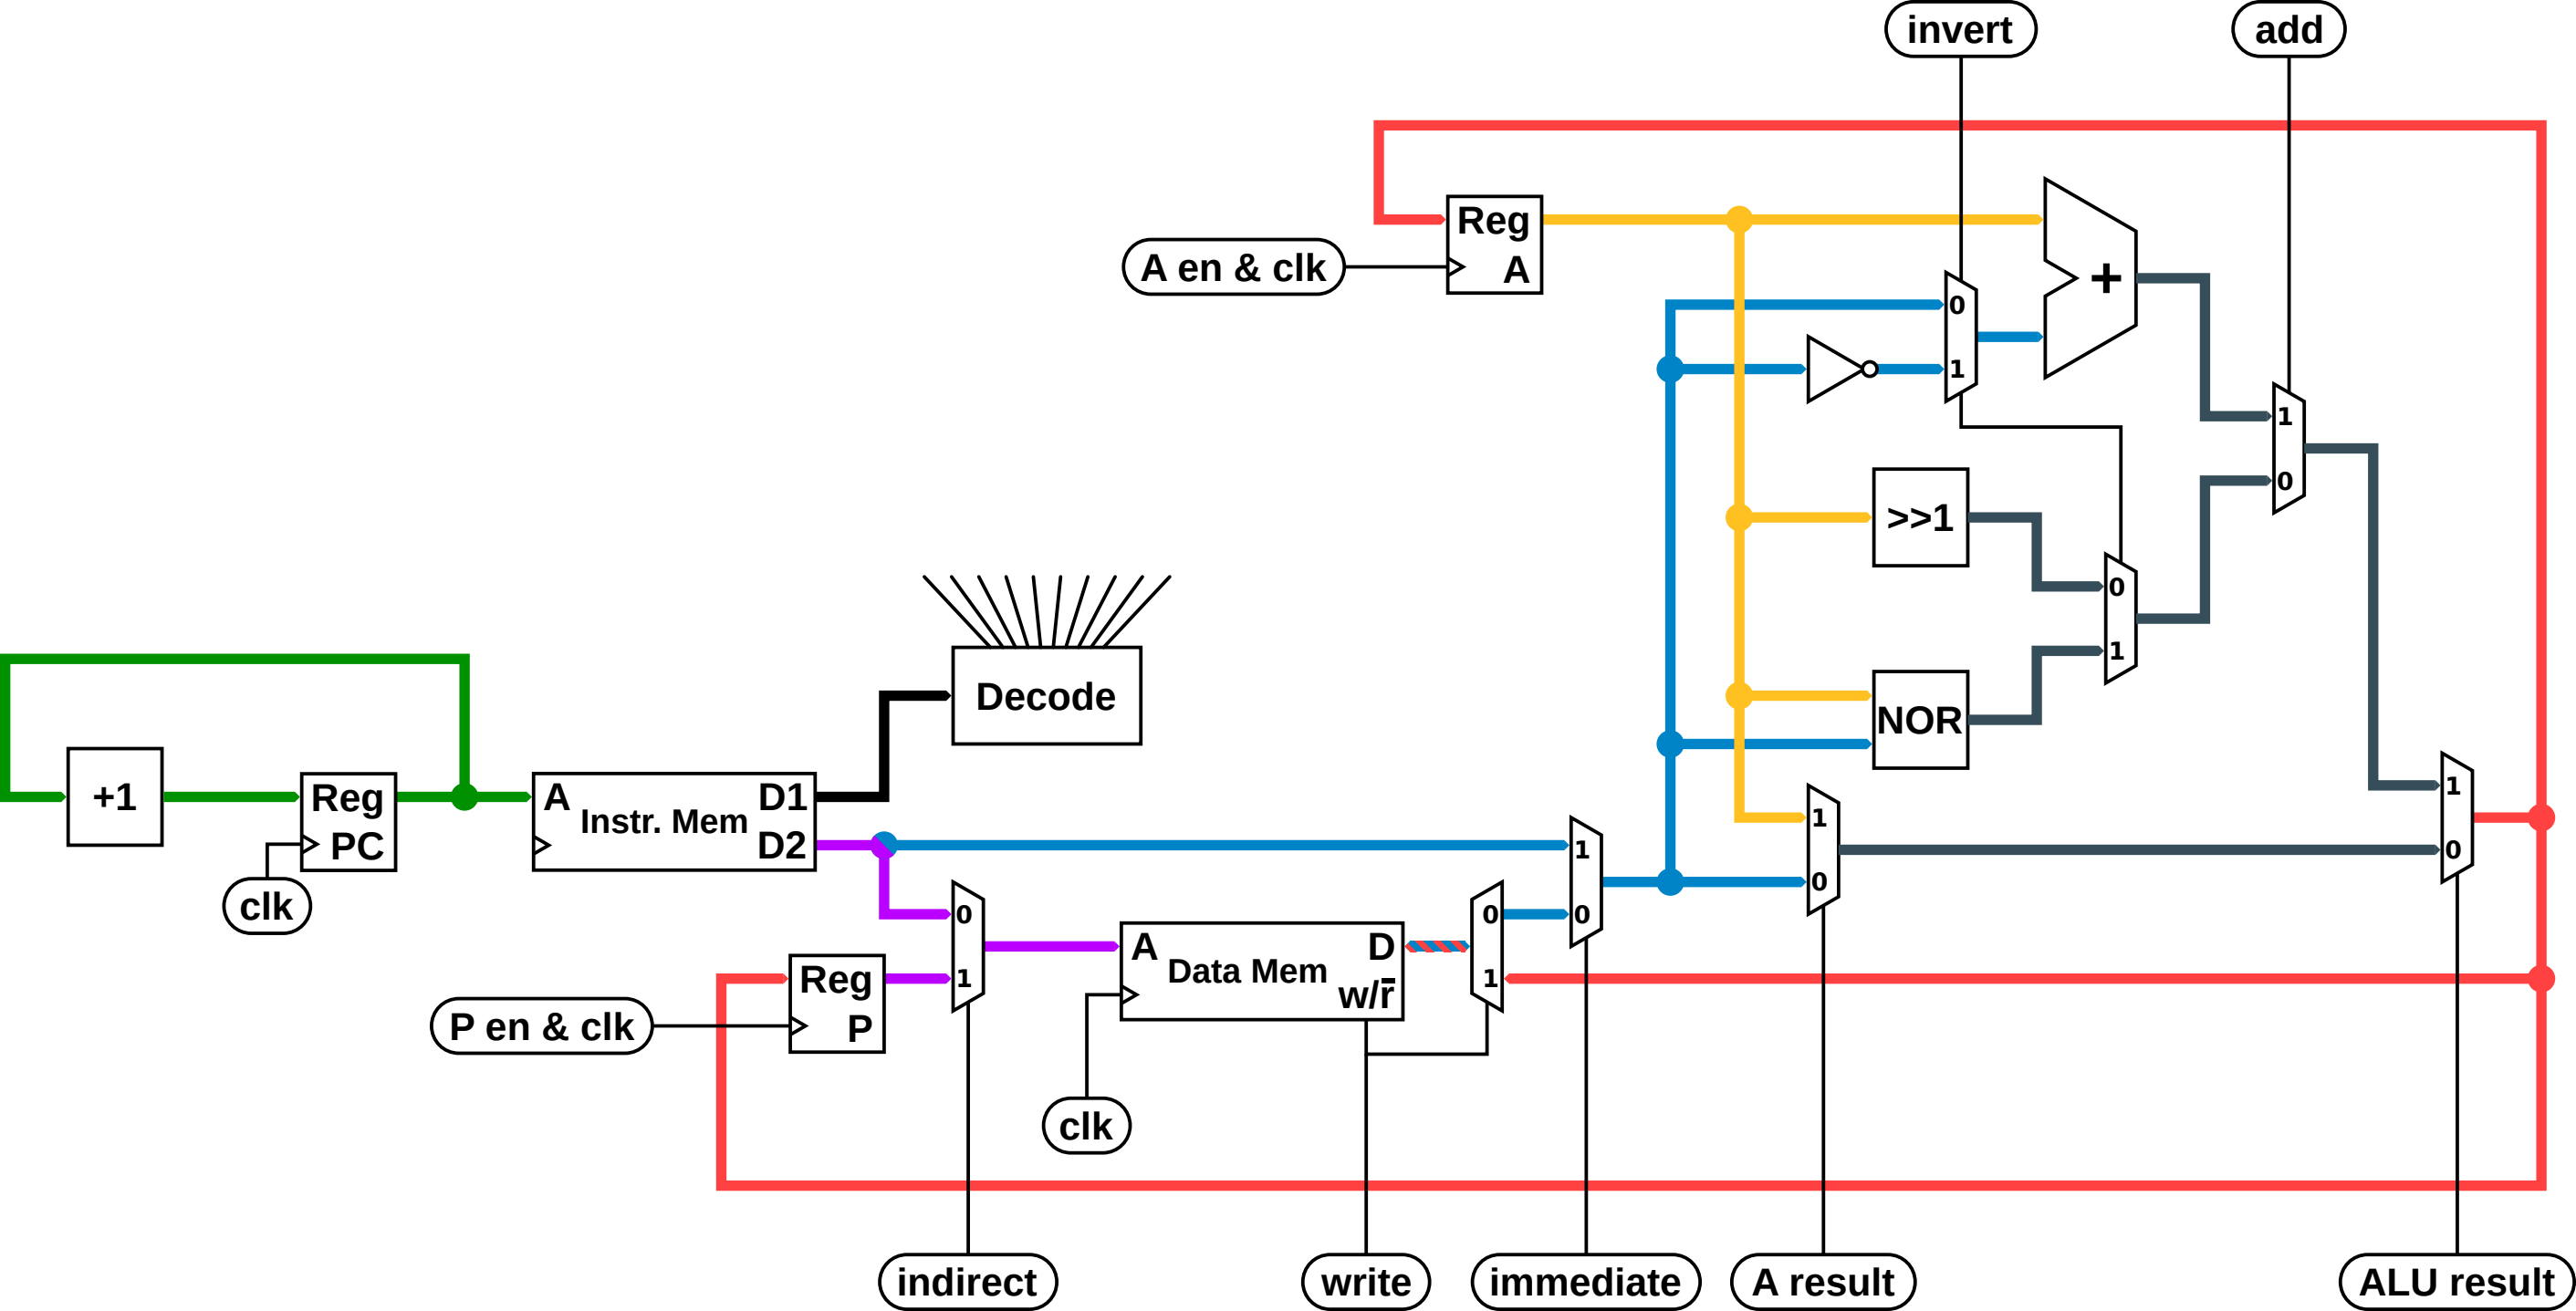 invert
add
Reg
A
A en & clk
+
0
1
1
0
>>1
0
1
NOR
Decode
+1
Reg
PC
clk
A
Instr. Mem
D1
D2
1
0
1
0
1
0
0
1
Reg
P
P en & clk
A
Data Mem
D
w/r̅
0
1
clk
indirect
write
immediate
A result
ALU result